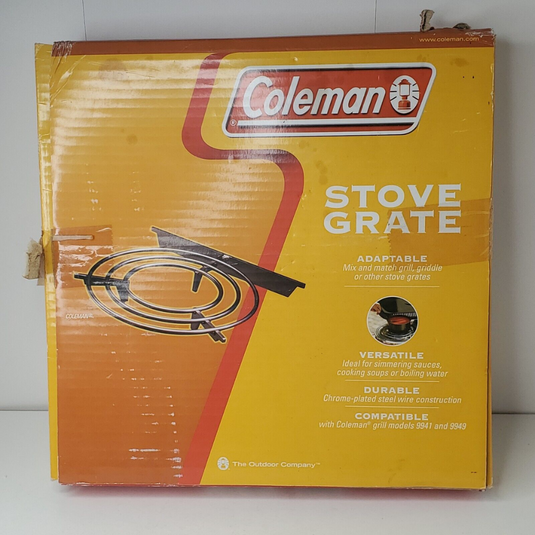 www.coleman.com
Coleman®
STOVE
GRATE
ADAPTABLE
Mix and match grill, griddle
or other stove grates
VERSATILE
Ideal for simmering sauces,
cooking soups or boiling water
DURABLE
Chrome-plated steel wire construction
COMPATIBLE
with Coleman® grill models 9941 and 9949
COLEMAN
The Outdoor Company™